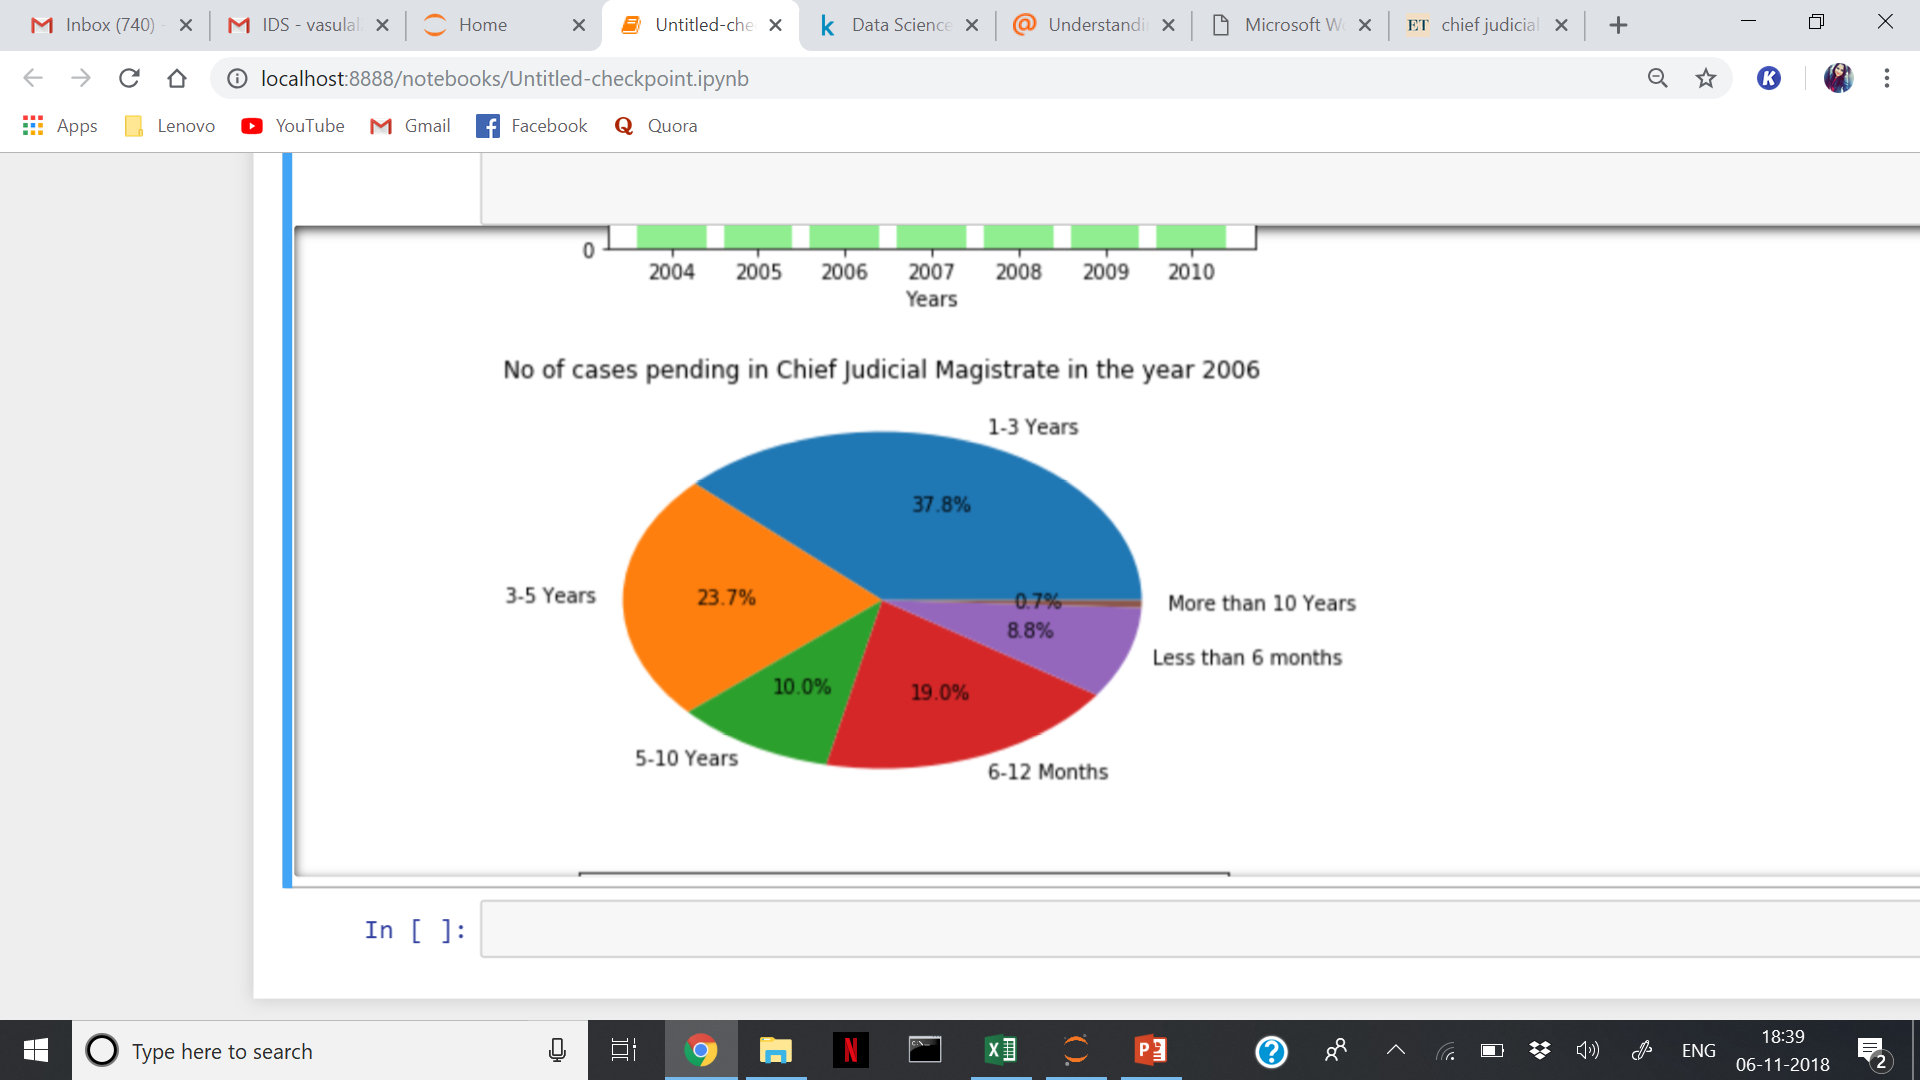 Inbox (740) -
IDS - vasulal
Home
Untitled-che
Data Science
Understandin
Microsoft Wo
ET chief judicial
localhost:8888/notebooks/Untitled-checkpoint.ipynb
Apps Lenovo YouTube Gmail Facebook Quora
0
2004 2005 2006 2007 2008 2009 2010
Years
No of cases pending in Chief Judicial Magistrate in the year 2006
1-3 Years
37.8%
3-5 Years
23.7%
0.7%
More than 10 Years
8.8%
Less than 6 months
10.0%
19.0%
5-10 Years
6-12 Months
In [ ]:
Type here to search
ENG
18:39
06-11-2018
2